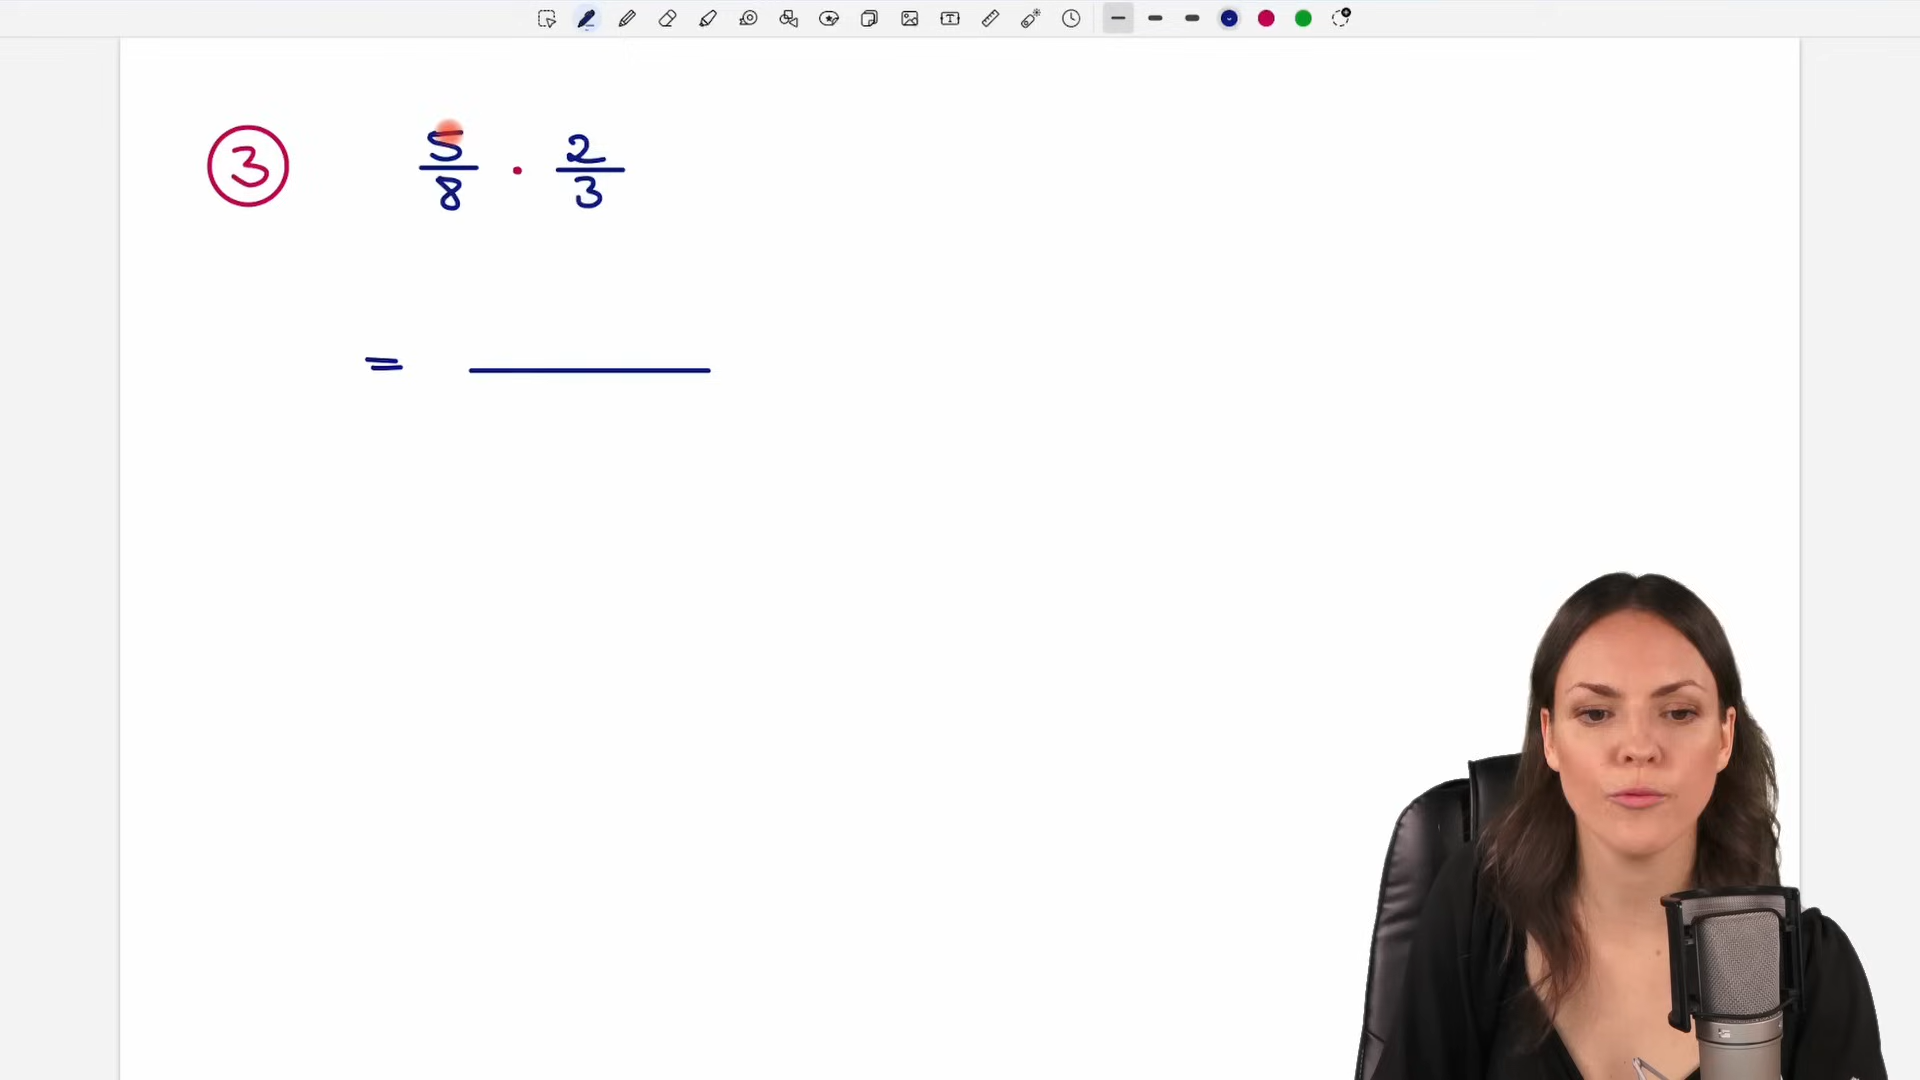 ③ 5/8 · 2/3
=